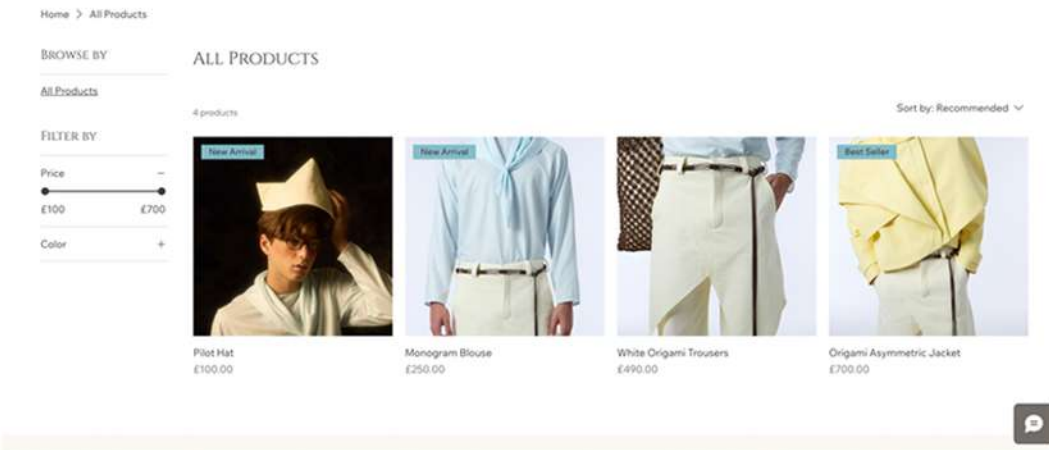 Home > All Products
BROWSE BY
All Products
FILTER BY
Price −
£100 £700
Color +
ALL PRODUCTS
4 products
Sort by: Recommended
New Arrival
Pilot Hat
£100.00
New Arrival
Monogram Blouse
£250.00
White Origami Trousers
£490.00
Best Seller
Origami Asymmetric Jacket
£700.00